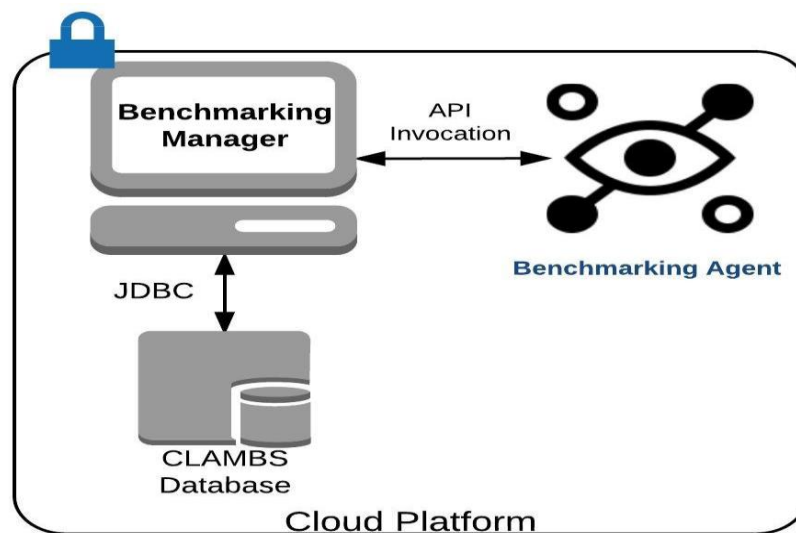 Benchmarking
Manager
API
Invocation
Benchmarking Agent
JDBC
CLAMBS
Database
Cloud Platform